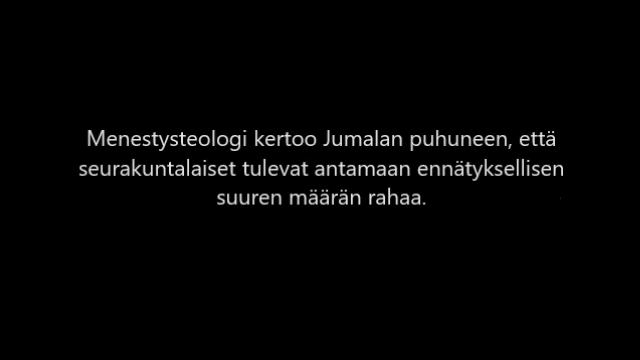 Menestysteologi kertoo Jumalan puhuneen, että
seurakuntalaiset tulevat antamaan ennätyksellisen
suuren määrän rahaa.